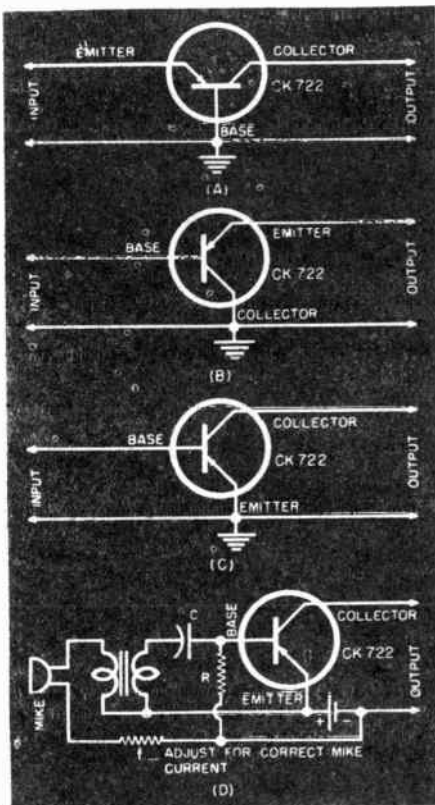 EMITTER
COLLECTOR
CK 722
INPUT
OUTPUT
BASE
(A)
EMITTER
BASE
CK 722
INPUT
OUTPUT
COLLECTOR
(B)
COLLECTOR
BASE
CK 722
INPUT
OUTPUT
EMITTER
(C)
C
BASE
COLLECTOR
CK 722
R
MIKE
EMITTER
+ -
OUTPUT
ADJUST FOR CORRECT MIKE
CURRENT
(D)